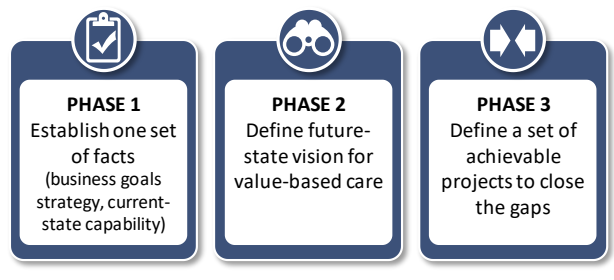 PHASE 1
Establish one set
of facts
(business goals
strategy, current-
state capability)
PHASE 2
Define future-
state vision for
value-based care
PHASE 3
Define a set of
achievable
projects to close
the gaps